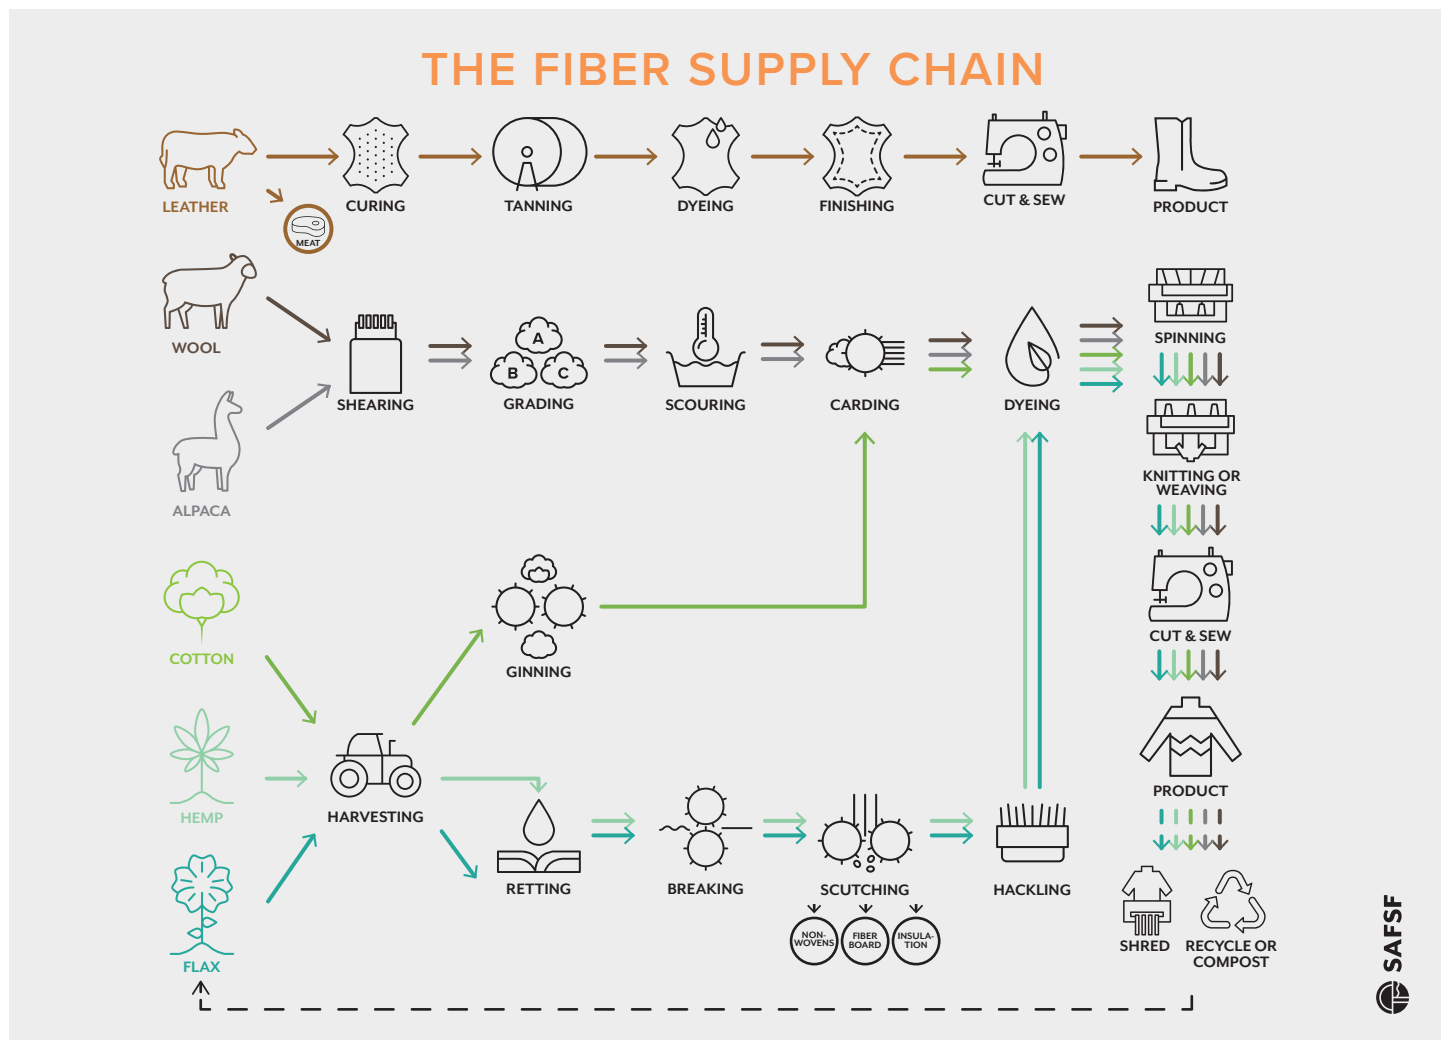 THE FIBER SUPPLY CHAIN
LEATHER
MEAT
CURING
TANNING
DYEING
FINISHING
CUT & SEW
PRODUCT
WOOL
ALPACA
SHEARING
A
B
C
GRADING
SCOURING
CARDING
DYEING
SPINNING
KNITTING OR
WEAVING
CUT & SEW
PRODUCT
COTTON
HEMP
FLAX
HARVESTING
GINNING
RETTING
BREAKING
SCUTCHING
NON-
WOVENS
FIBER
BOARD
INSULA-
TION
HACKLING
SHRED
RECYCLE OR
COMPOST
SAFSF